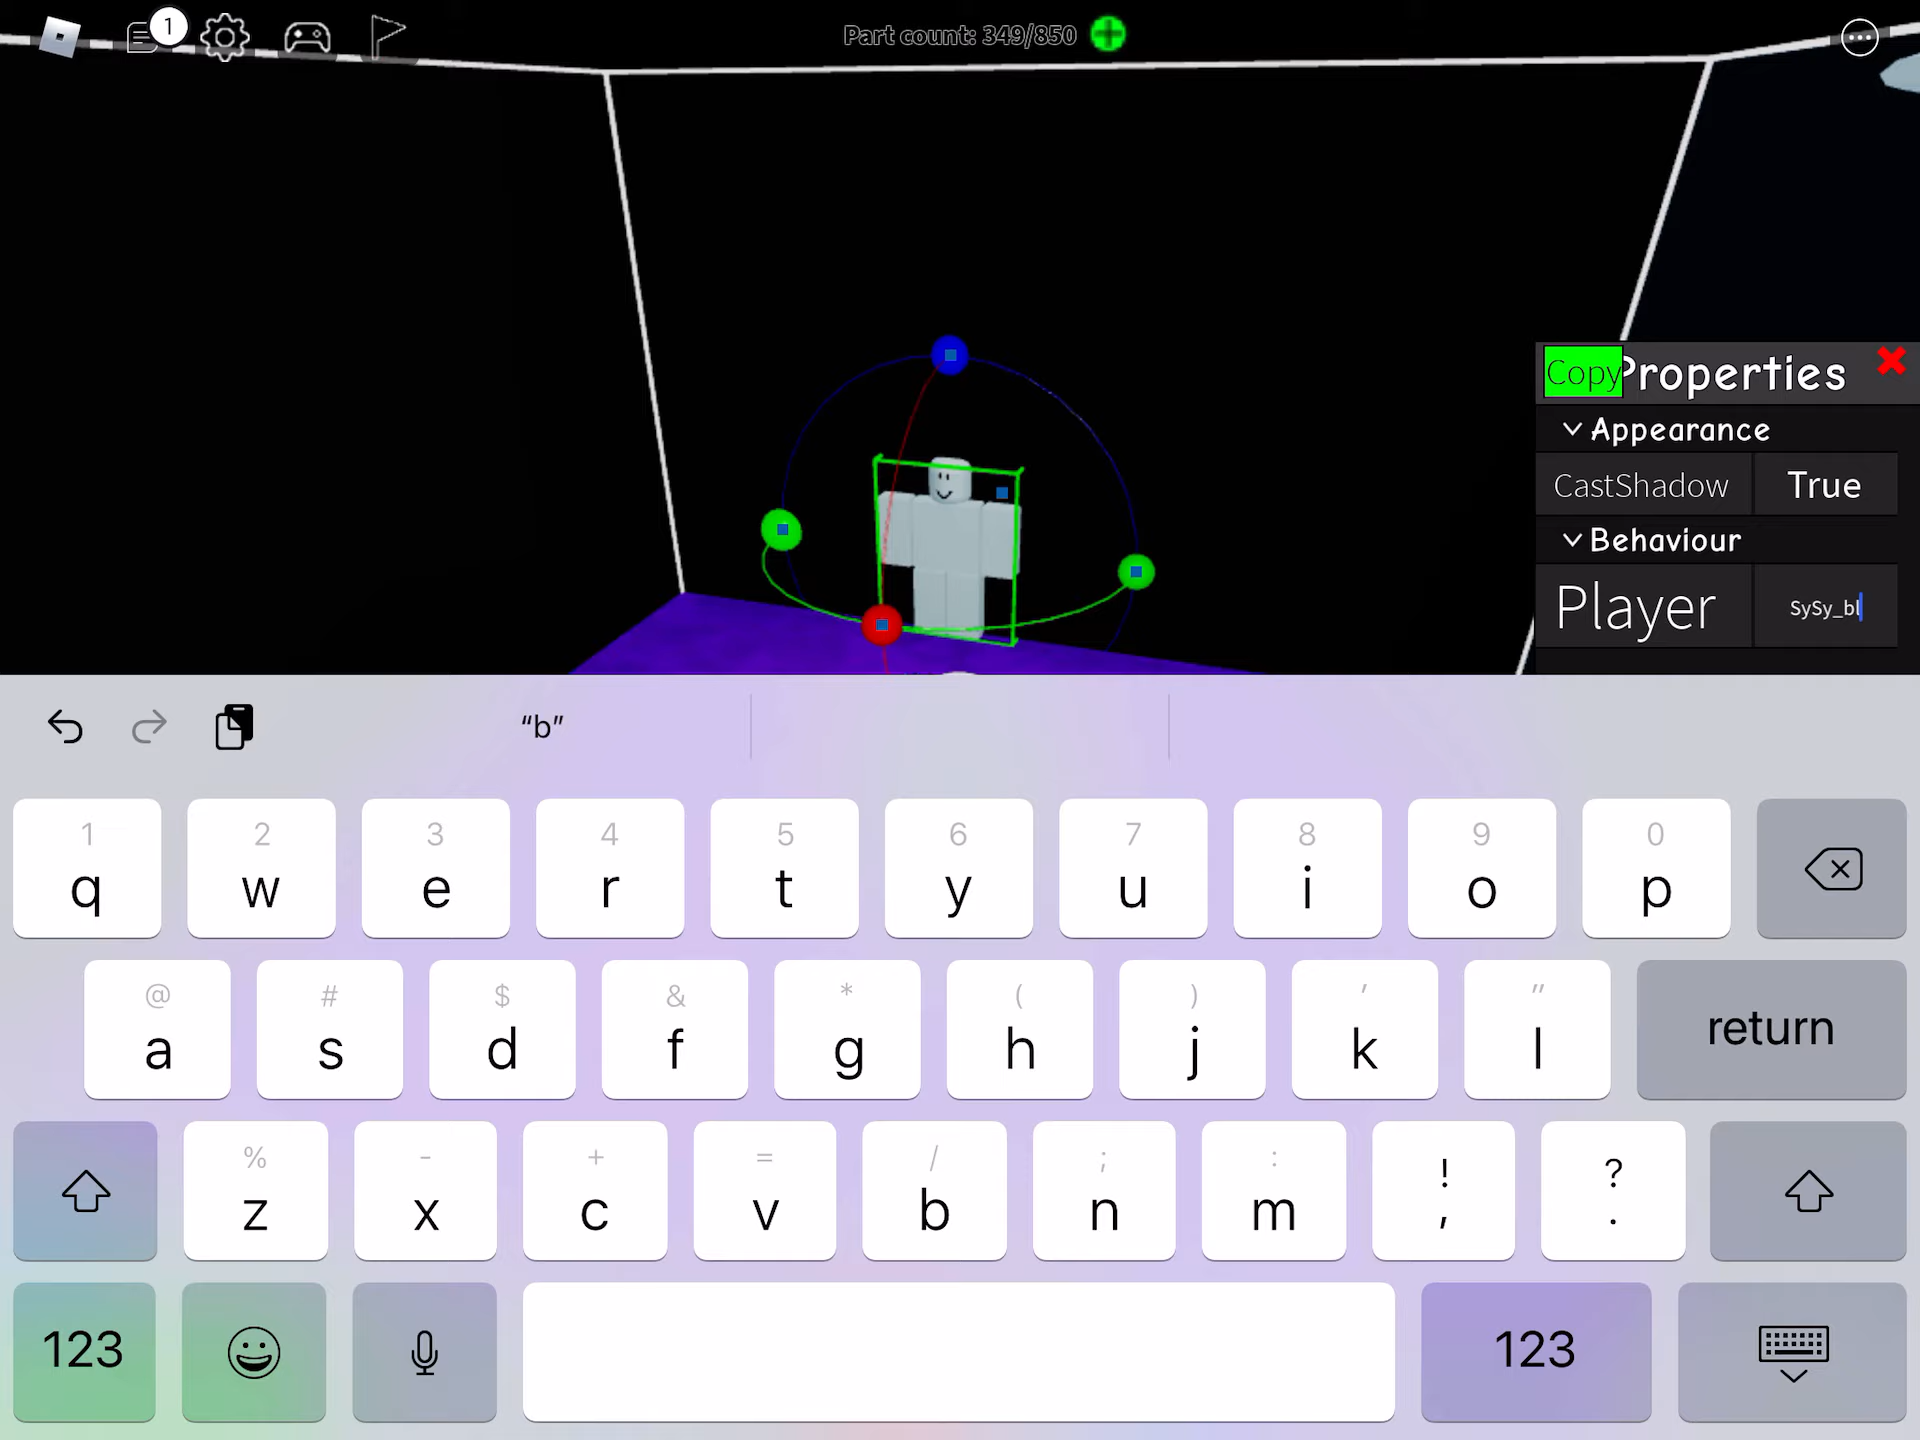 1
Part count: 349/850
Copy
Properties
Appearance
CastShadow True
Behaviour
Player SySy_bl
“b”
1 2 3 4 5 6 7 8 9 0
q w e r t y u i o p
@ # $ & * ( ) ′ ″
a s d f g h j k l return
% - + = / ; : ! ?
z x c v b n m , .
123 123